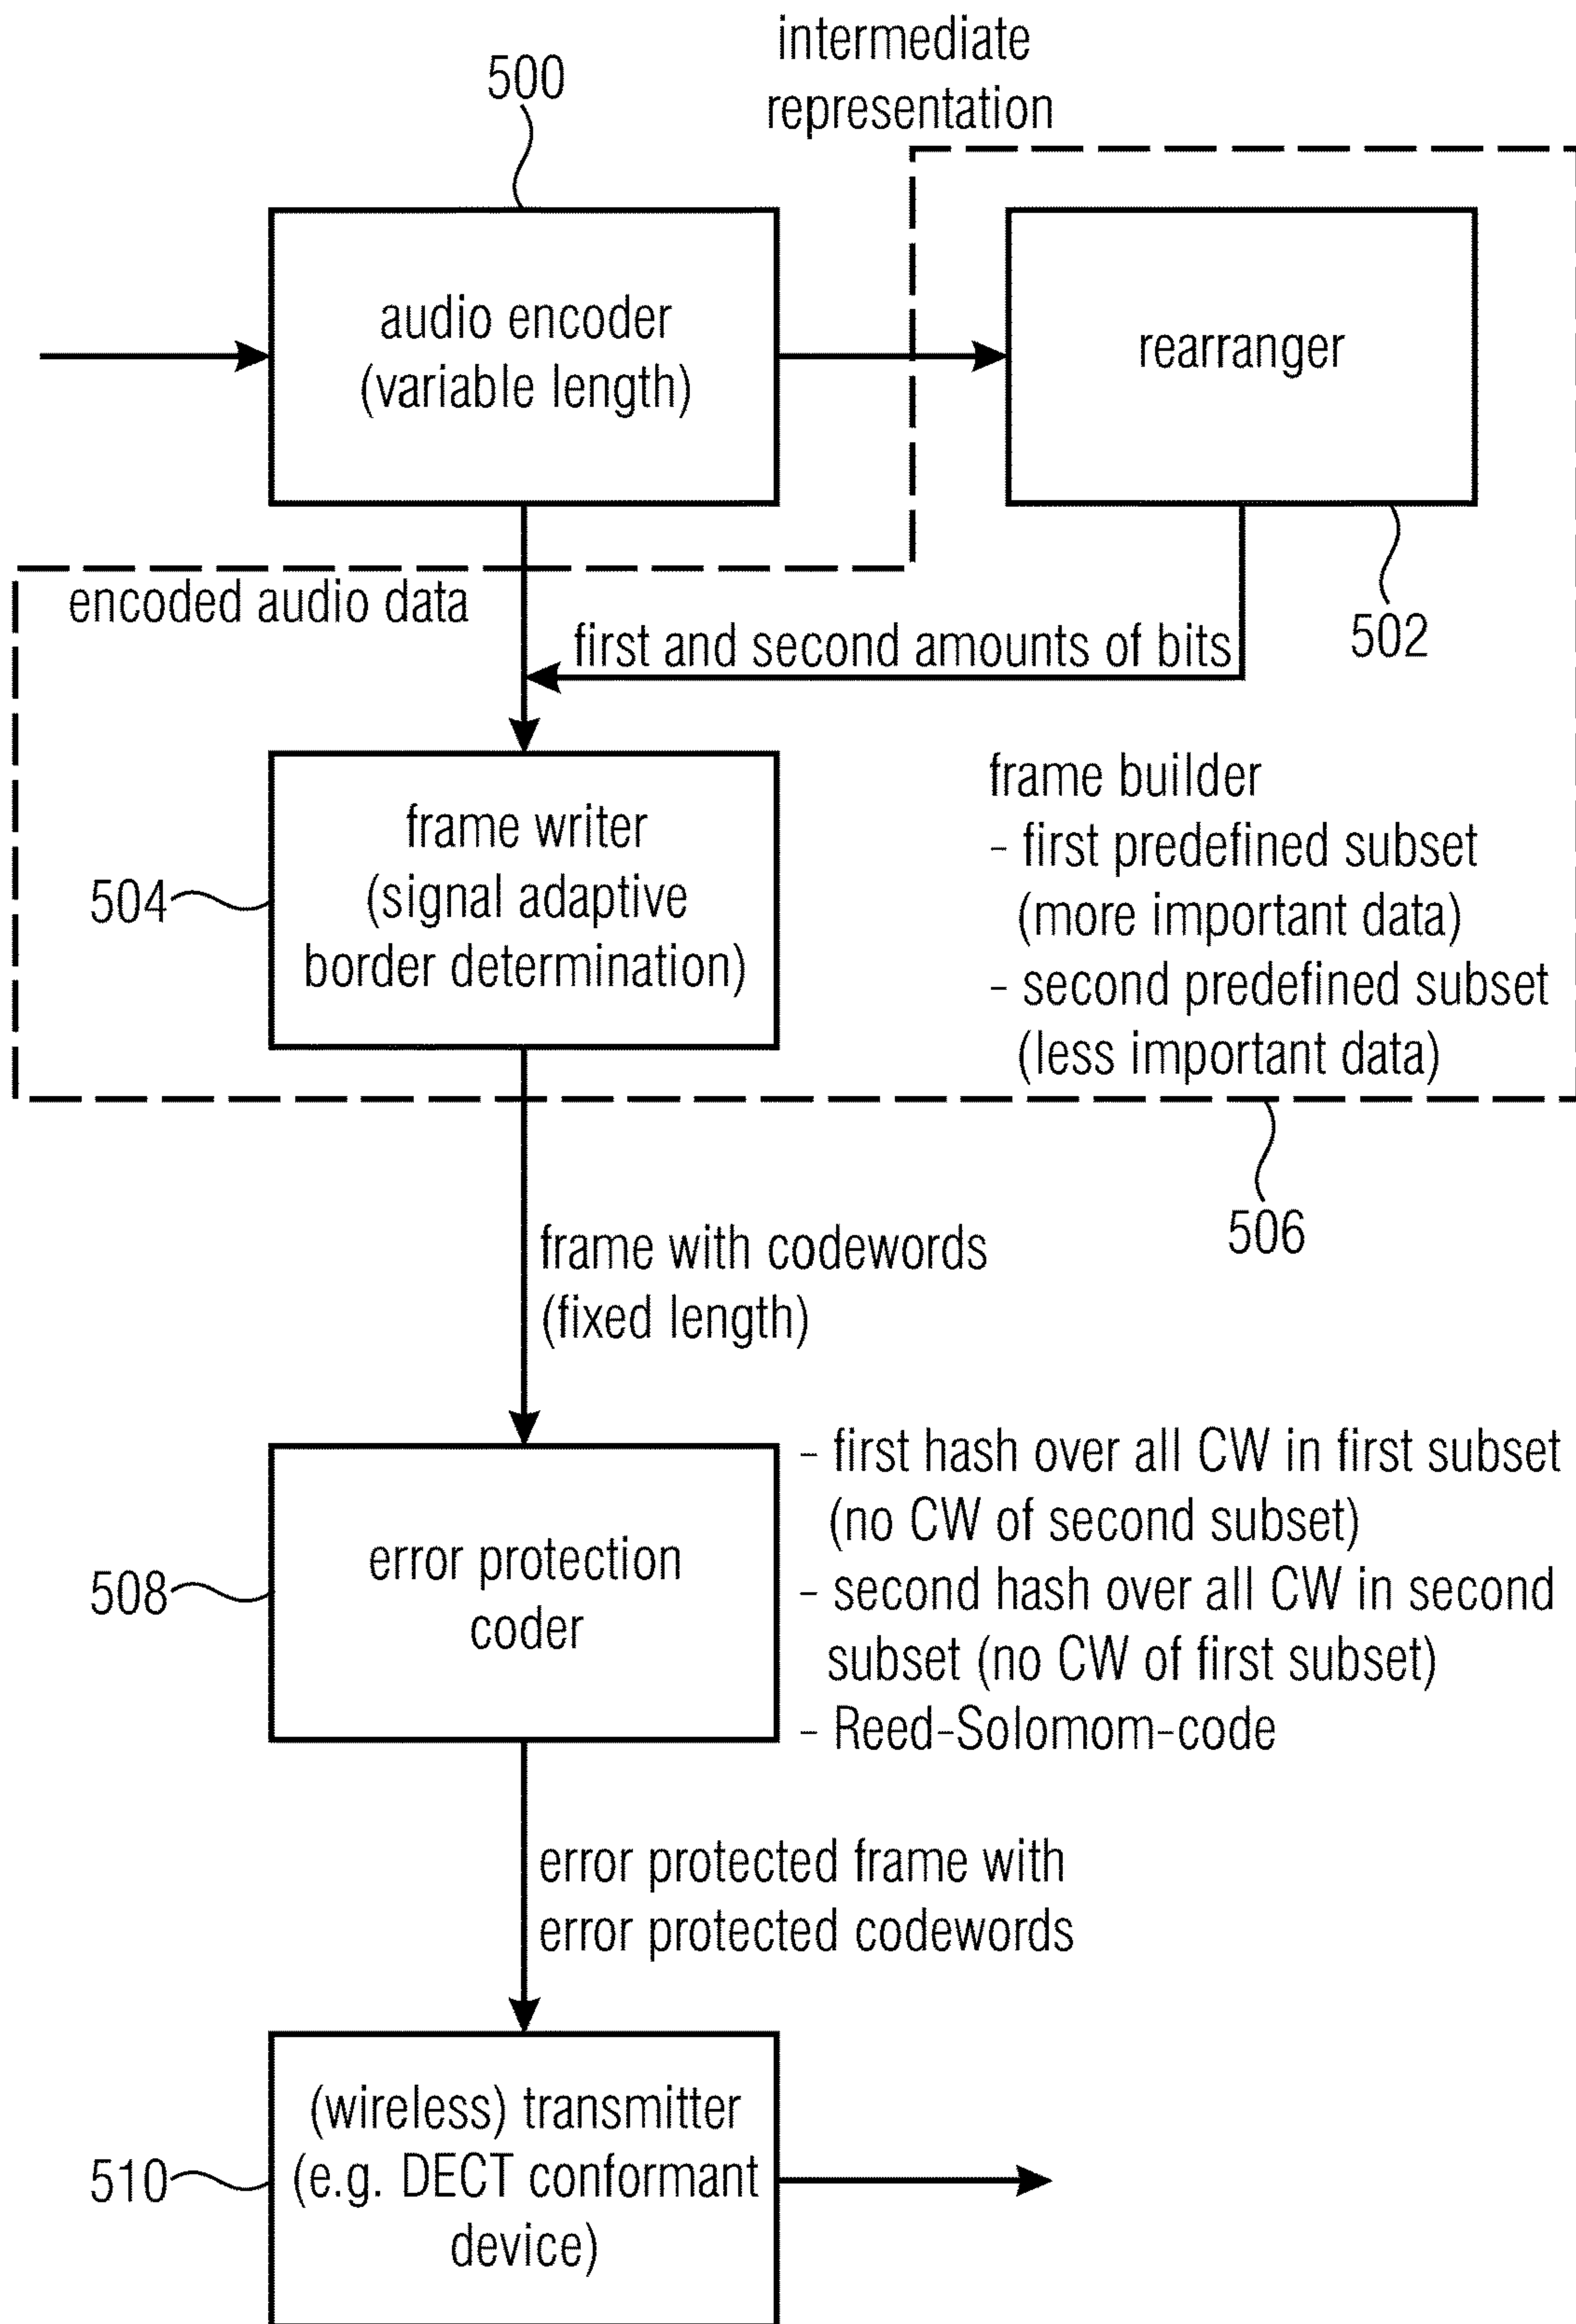 intermediate
representation
500
audio encoder
(variable length)
rearranger
502
encoded audio data
first and second amounts of bits
504
frame writer
(signal adaptive
border determination)
frame builder
- first predefined subset
(more important data)
- second predefined subset
(less important data)
506
frame with codewords
(fixed length)
508
error protection
coder
- first hash over all CW in first subset
(no CW of second subset)
- second hash over all CW in second
subset (no CW of first subset)
- Reed-Solomom-code
error protected frame with
error protected codewords
510
(wireless) transmitter
(e.g. DECT conformant
device)